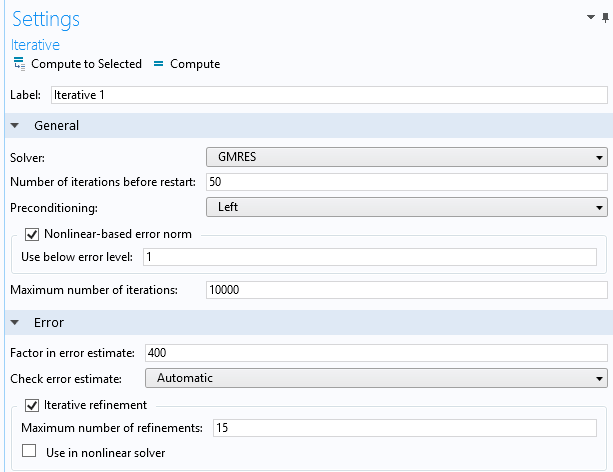 Settings
Iterative
Compute to Selected Compute
Label: Iterative 1
General
Solver: GMRES
Number of iterations before restart: 50
Preconditioning: Left
Nonlinear-based error norm
Use below error level: 1
Maximum number of iterations: 10000
Error
Factor in error estimate: 400
Check error estimate: Automatic
Iterative refinement
Maximum number of refinements: 15
Use in nonlinear solver